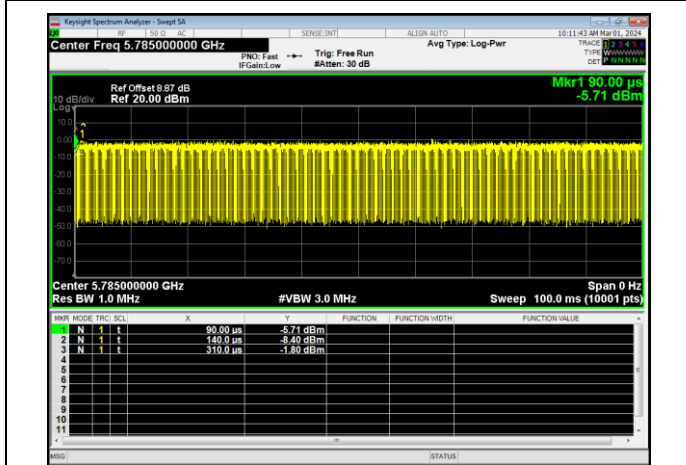 Keysight Spectrum Analyzer - Swept SA
RF 50 Ω AC SENSE:INT ALIGN AUTO 10:11:43 AM Mar 01, 2024
Center Freq 5.785000000 GHz
PNO: Fast
IFGain:Low
Trig: Free Run
#Atten: 30 dB
Avg Type: Log-Pwr
TRACE 1 2 3 4 5 6
TYPE WWWWWW
DET P N N N N N
Ref Offset 8.87 dB
10 dB/div Ref 20.00 dBm
Mkr1 90.00 µs
-5.71 dBm
Log
10.0
0.00
-10.0
-20.0
-30.0
-40.0
-50.0
-60.0
-70.0
Center 5.785000000 GHz Span 0 Hz
Res BW 1.0 MHz #VBW 3.0 MHz Sweep 100.0 ms (10001 pts)
MKR MODE TRC SCL X Y FUNCTION FUNCTION WIDTH FUNCTION VALUE
1 N 1 t 90.00 µs -5.71 dBm
2 N 1 t 140.0 µs -8.40 dBm
3 N 1 t 310.0 µs -1.80 dBm
4
5
6
7
8
9
10
11
MSG STATUS